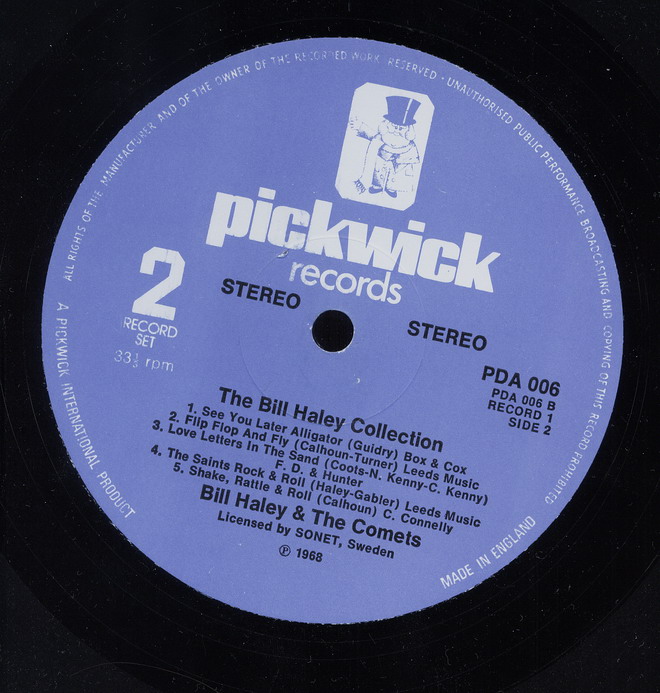 ALL RIGHTS OF THE MANUFACTURER AND OF THE OWNER OF THE RECORDED WORK RESERVED · UNAUTHORISED PUBLIC PERFORMANCE BROADCASTING AND COPYING OF THIS RECORD PROHIBITED
pickwick
records
2
RECORD
SET
33⅓ rpm
STEREO
STEREO
PDA 006
PDA 006 B
RECORD 1
SIDE 2
The Bill Haley Collection
1. See You Later Alligator (Guidry) Box & Cox
2. Flip Flop And Fly (Calhoun-Turner) Leeds Music
3. Love Letters In The Sand (Coots-N. Kenny-C. Kenny)
F. D. & Hunter
4. The Saints Rock & Roll (Haley-Gabler) Leeds Music
5. Shake, Rattle & Roll (Calhoun) C. Connelly
Bill Haley & The Comets
Licensed by SONET, Sweden
℗ 1968
A PICKWICK INTERNATIONAL PRODUCT
MADE IN ENGLAND